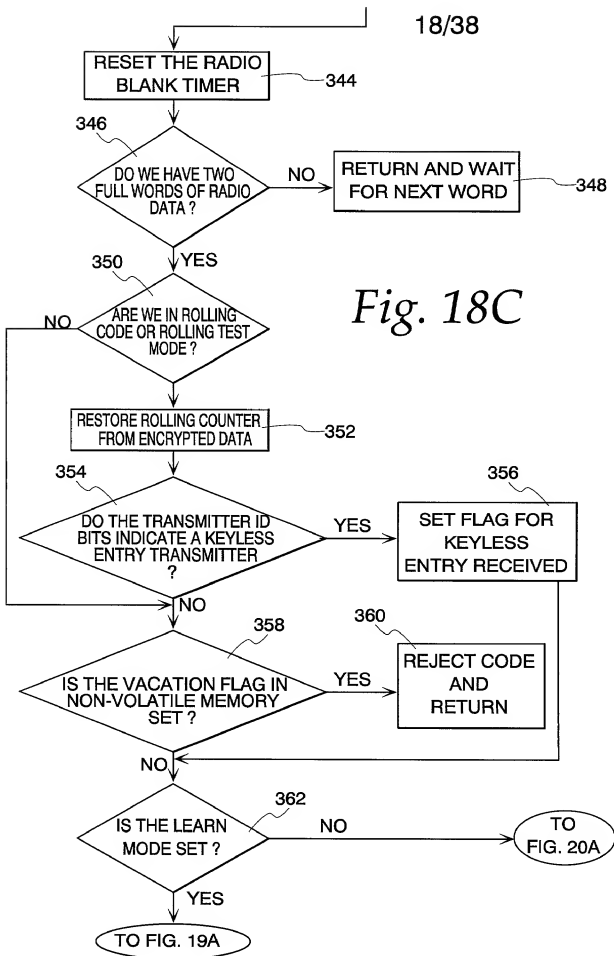 18/38
RESET THE RADIO
BLANK TIMER
344
346
DO WE HAVE TWO
FULL WORDS OF RADIO
DATA ?
NO
RETURN AND WAIT
FOR NEXT WORD
348
YES
350
ARE WE IN ROLLING
CODE OR ROLLING TEST
MODE ?
NO
Fig. 18C
RESTORE ROLLING COUNTER
FROM ENCRYPTED DATA
352
354
DO THE TRANSMITTER ID
BITS INDICATE A KEYLESS
ENTRY TRANSMITTER
?
YES
356
SET FLAG FOR
KEYLESS
ENTRY RECEIVED
NO
358
IS THE VACATION FLAG IN
NON-VOLATILE MEMORY
SET ?
YES
360
REJECT CODE
AND
RETURN
NO
362
IS THE LEARN
MODE SET ?
NO
TO
FIG. 20A
YES
TO FIG. 19A